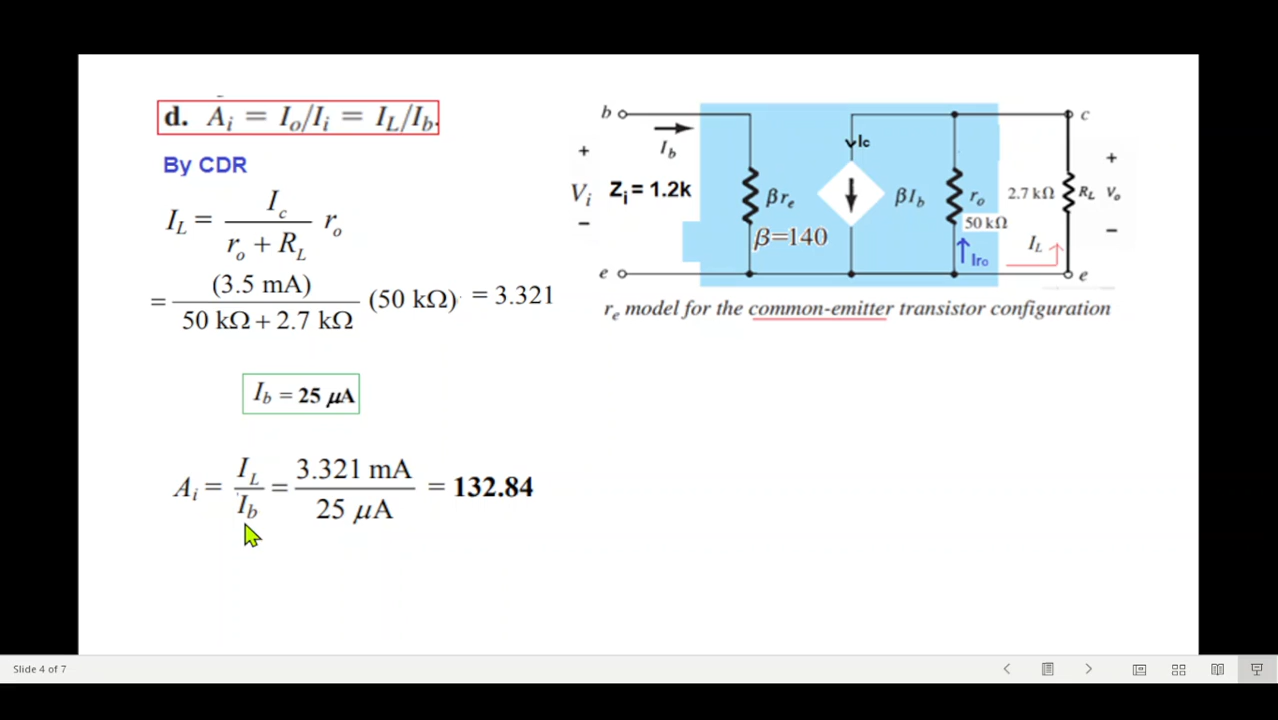 d. Ai = Io/Ii = IL/Ib.
By CDR
IL = Ic / (ro + RL) ro
= (3.5 mA) / (50 kΩ + 2.7 kΩ) (50 kΩ) = 3.321
Ib = 25 μA
Ai = IL / Ib = 3.321 mA / 25 μA = 132.84
b
Ib
+
Vi
−
Zi = 1.2k
βre
β=140
Ic
βIb
ro
50 kΩ
Iro
2.7 kΩ
RL
IL
c
+
Vo
−
e
e
re model for the common-emitter transistor configuration
Slide 4 of 7